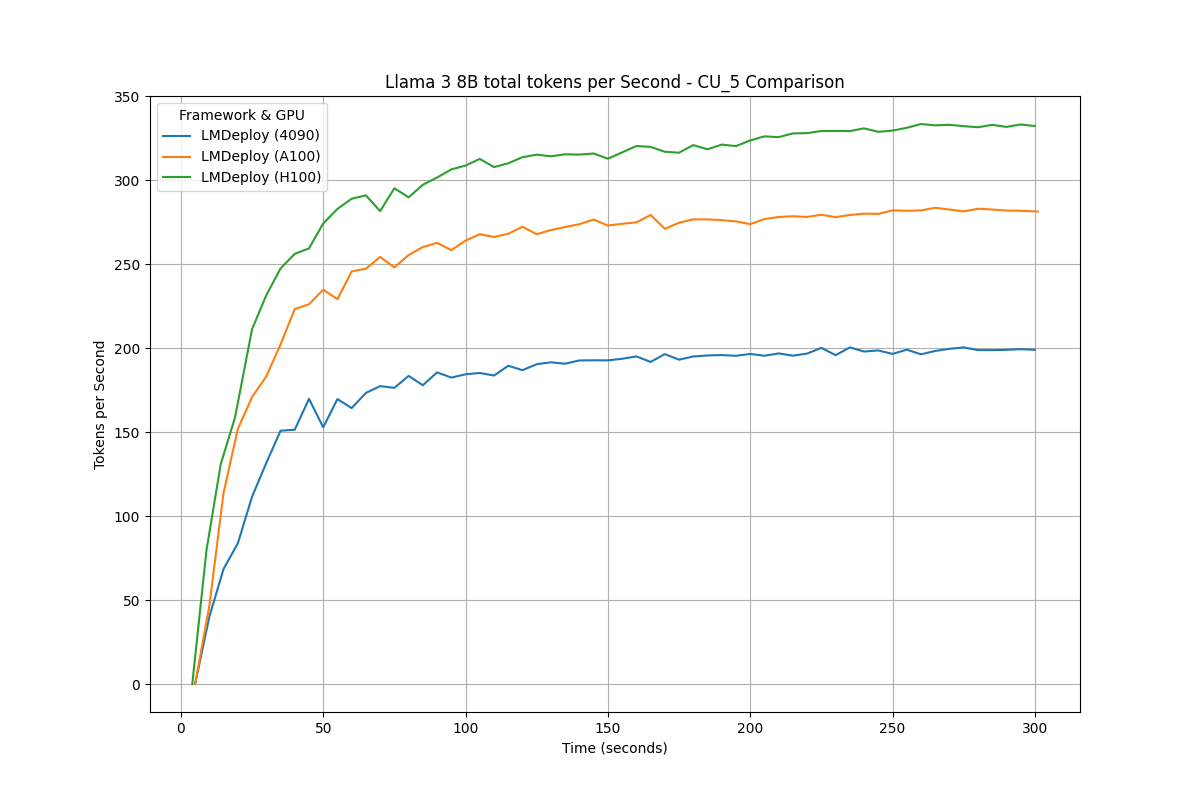 Llama 3 8B total tokens per Second - CU_5 Comparison
Framework & GPU
LMDeploy (4090)
LMDeploy (A100)
LMDeploy (H100)
350
300
250
200
150
100
50
0
Tokens per Second
0 50 100 150 200 250 300
Time (seconds)